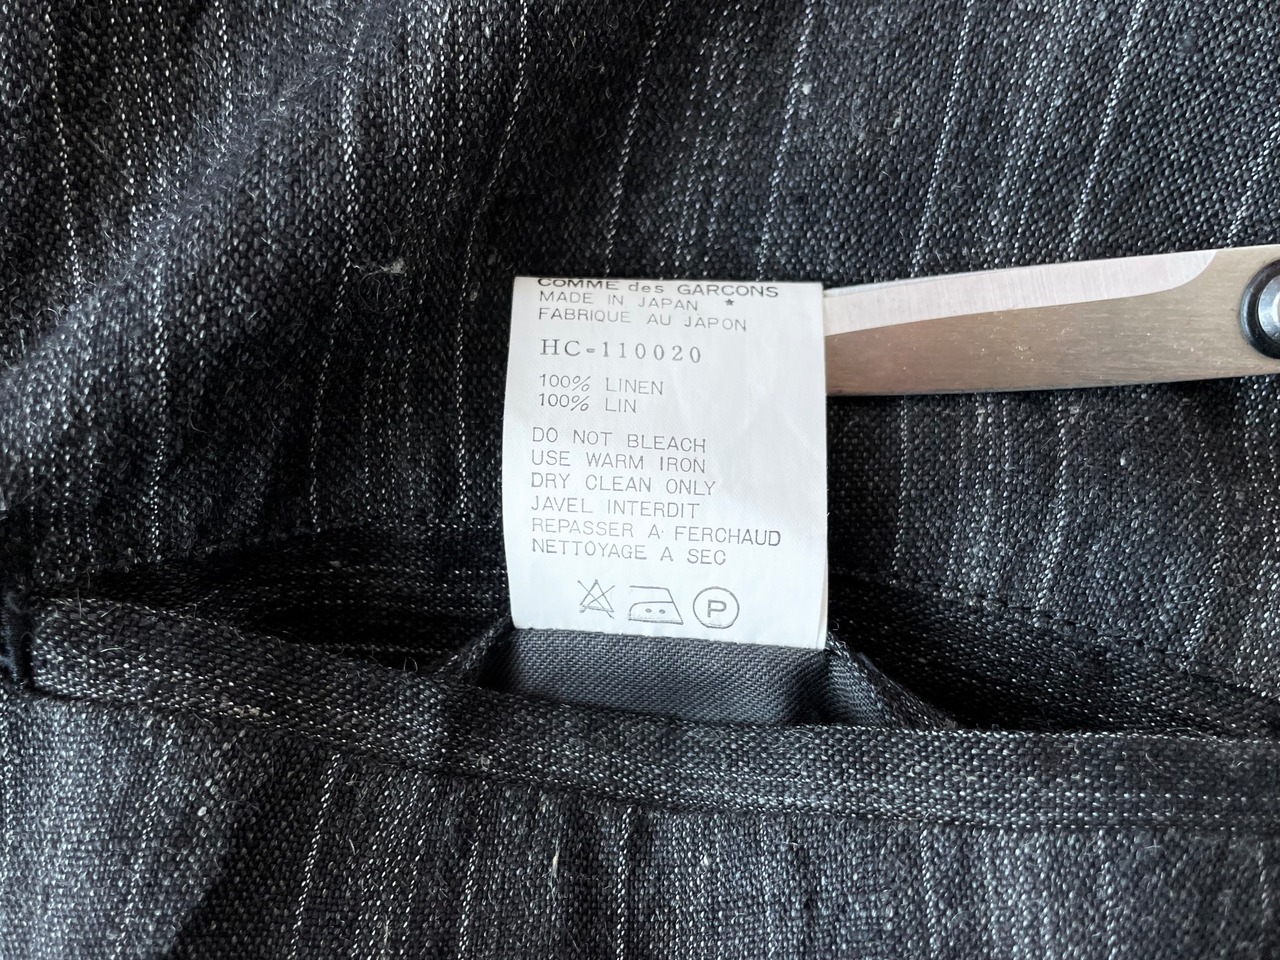 COMME des GARCONS
MADE IN JAPAN *
FABRIQUE AU JAPON
HC-110020
100% LINEN
100% LIN
DO NOT BLEACH
USE WARM IRON
DRY CLEAN ONLY
JAVEL INTERDIT
REPASSER A FERCHAUD
NETTOYAGE A SEC
P